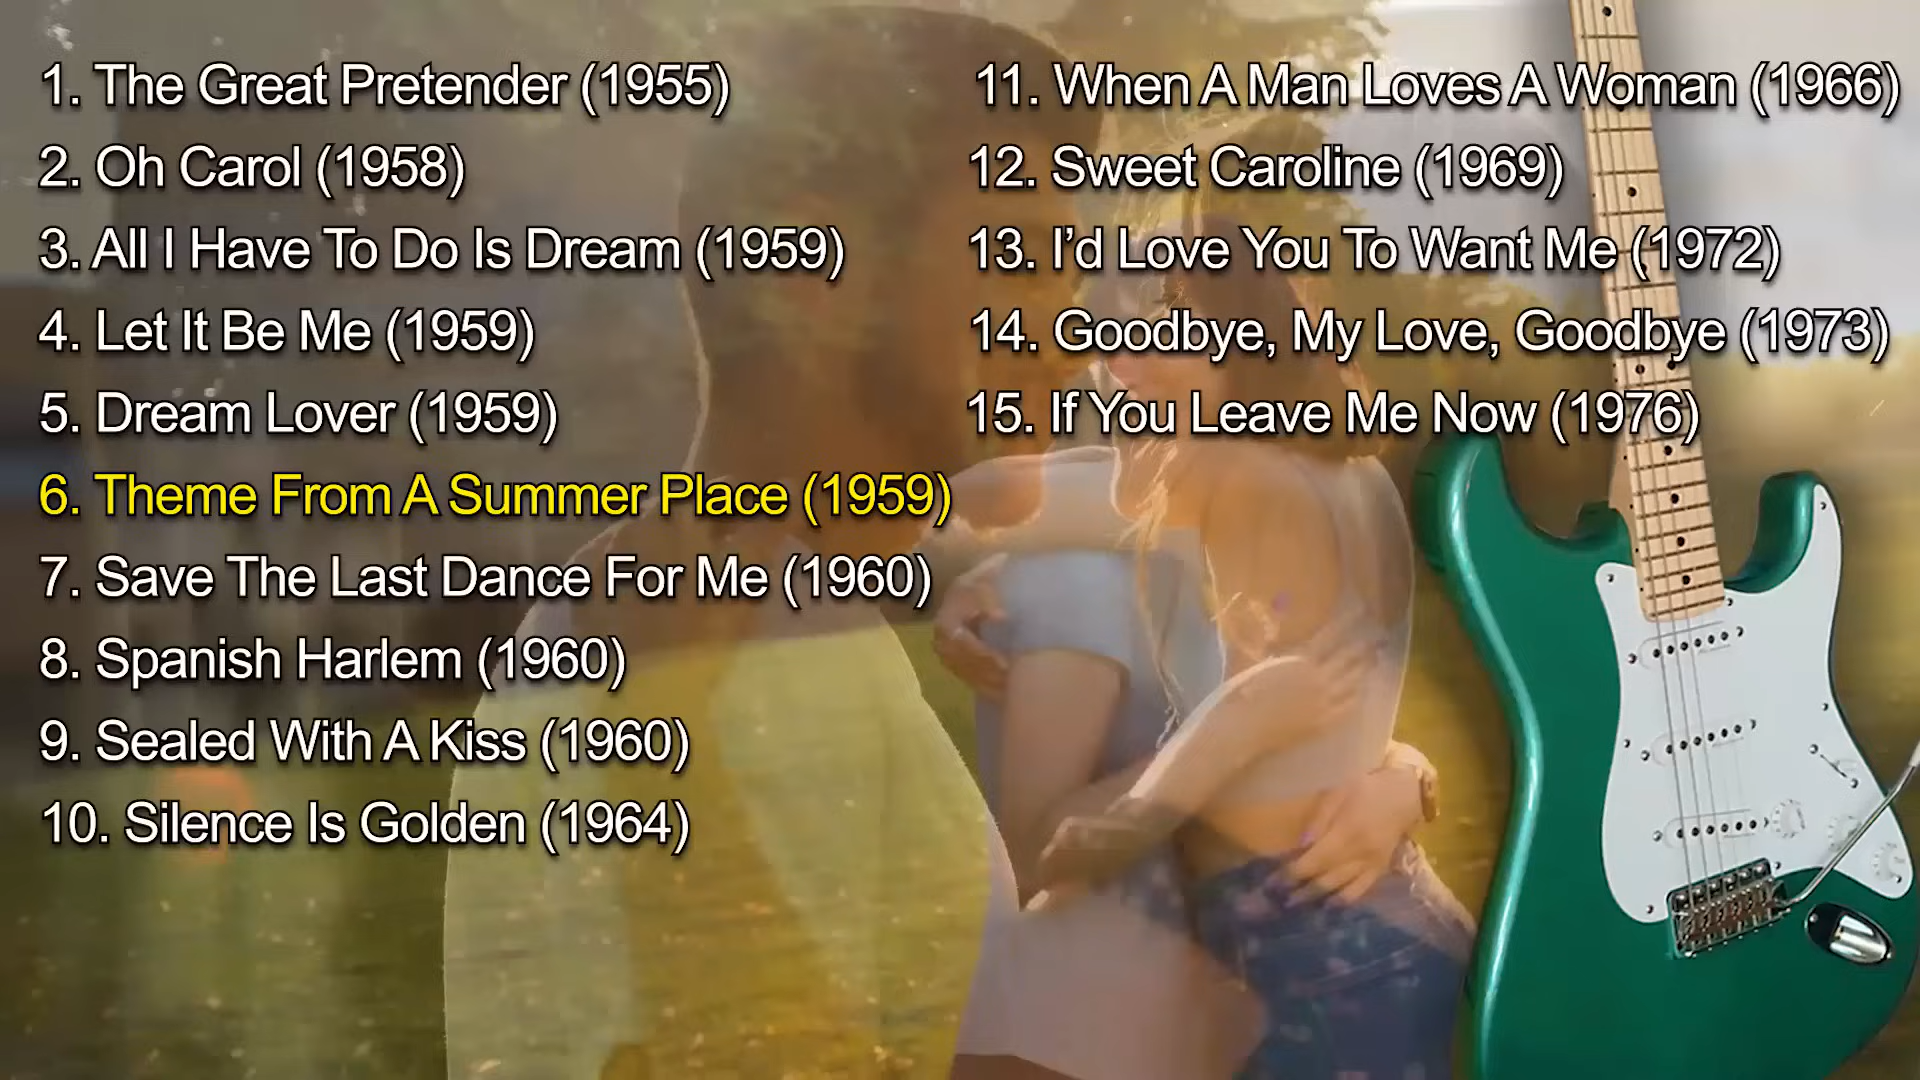 1. The Great Pretender (1955)
2. Oh Carol (1958)
3. All I Have To Do Is Dream (1959)
4. Let It Be Me (1959)
5. Dream Lover (1959)
6. Theme From A Summer Place (1959)
7. Save The Last Dance For Me (1960)
8. Spanish Harlem (1960)
9. Sealed With A Kiss (1960)
10. Silence Is Golden (1964)
11. When A Man Loves A Woman (1966)
12. Sweet Caroline (1969)
13. I’d Love You To Want Me (1972)
14. Goodbye, My Love, Goodbye (1973)
15. If You Leave Me Now (1976)